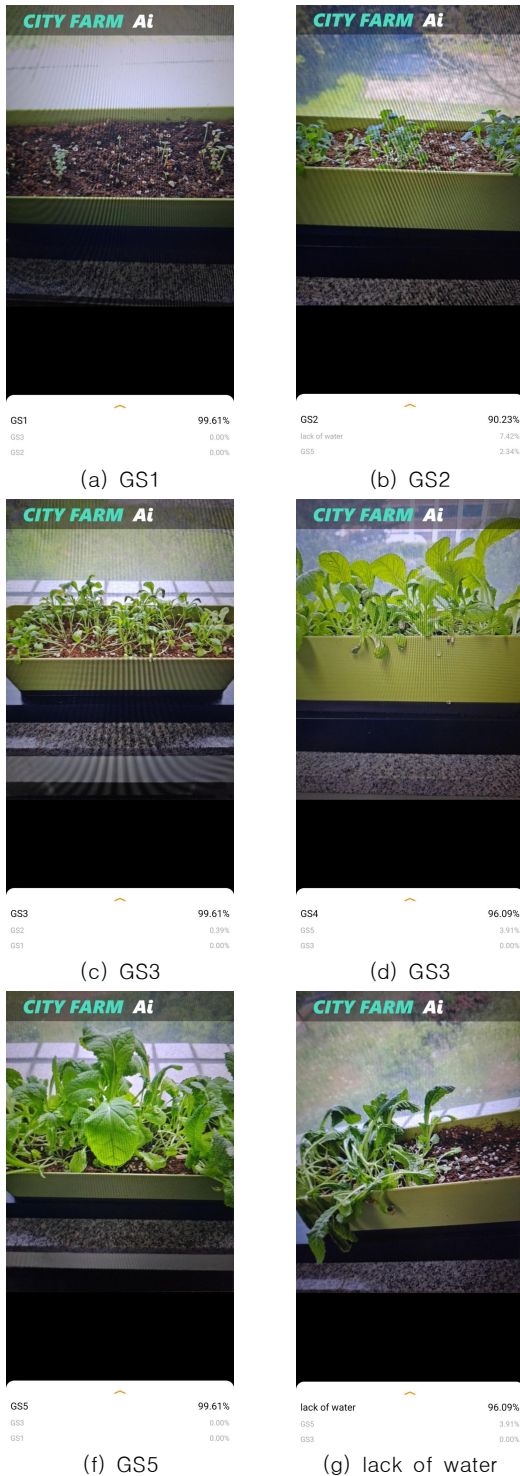 CITY FARM Ai
GS1 99.61%
GS3 0.00%
GS2 0.00%
(a) GS1
CITY FARM Ai
GS2 90.23%
lack of water 7.42%
GS5 2.34%
(b) GS2
CITY FARM Ai
GS3 99.61%
GS2 0.39%
GS1 0.00%
(c) GS3
CITY FARM Ai
GS4 96.09%
GS5 3.91%
GS3 0.00%
(d) GS3
CITY FARM Ai
GS5 99.61%
GS3 0.00%
GS1 0.00%
(f) GS5
CITY FARM Ai
lack of water 96.09%
GS5 3.91%
GS3 0.00%
(g) lack of water